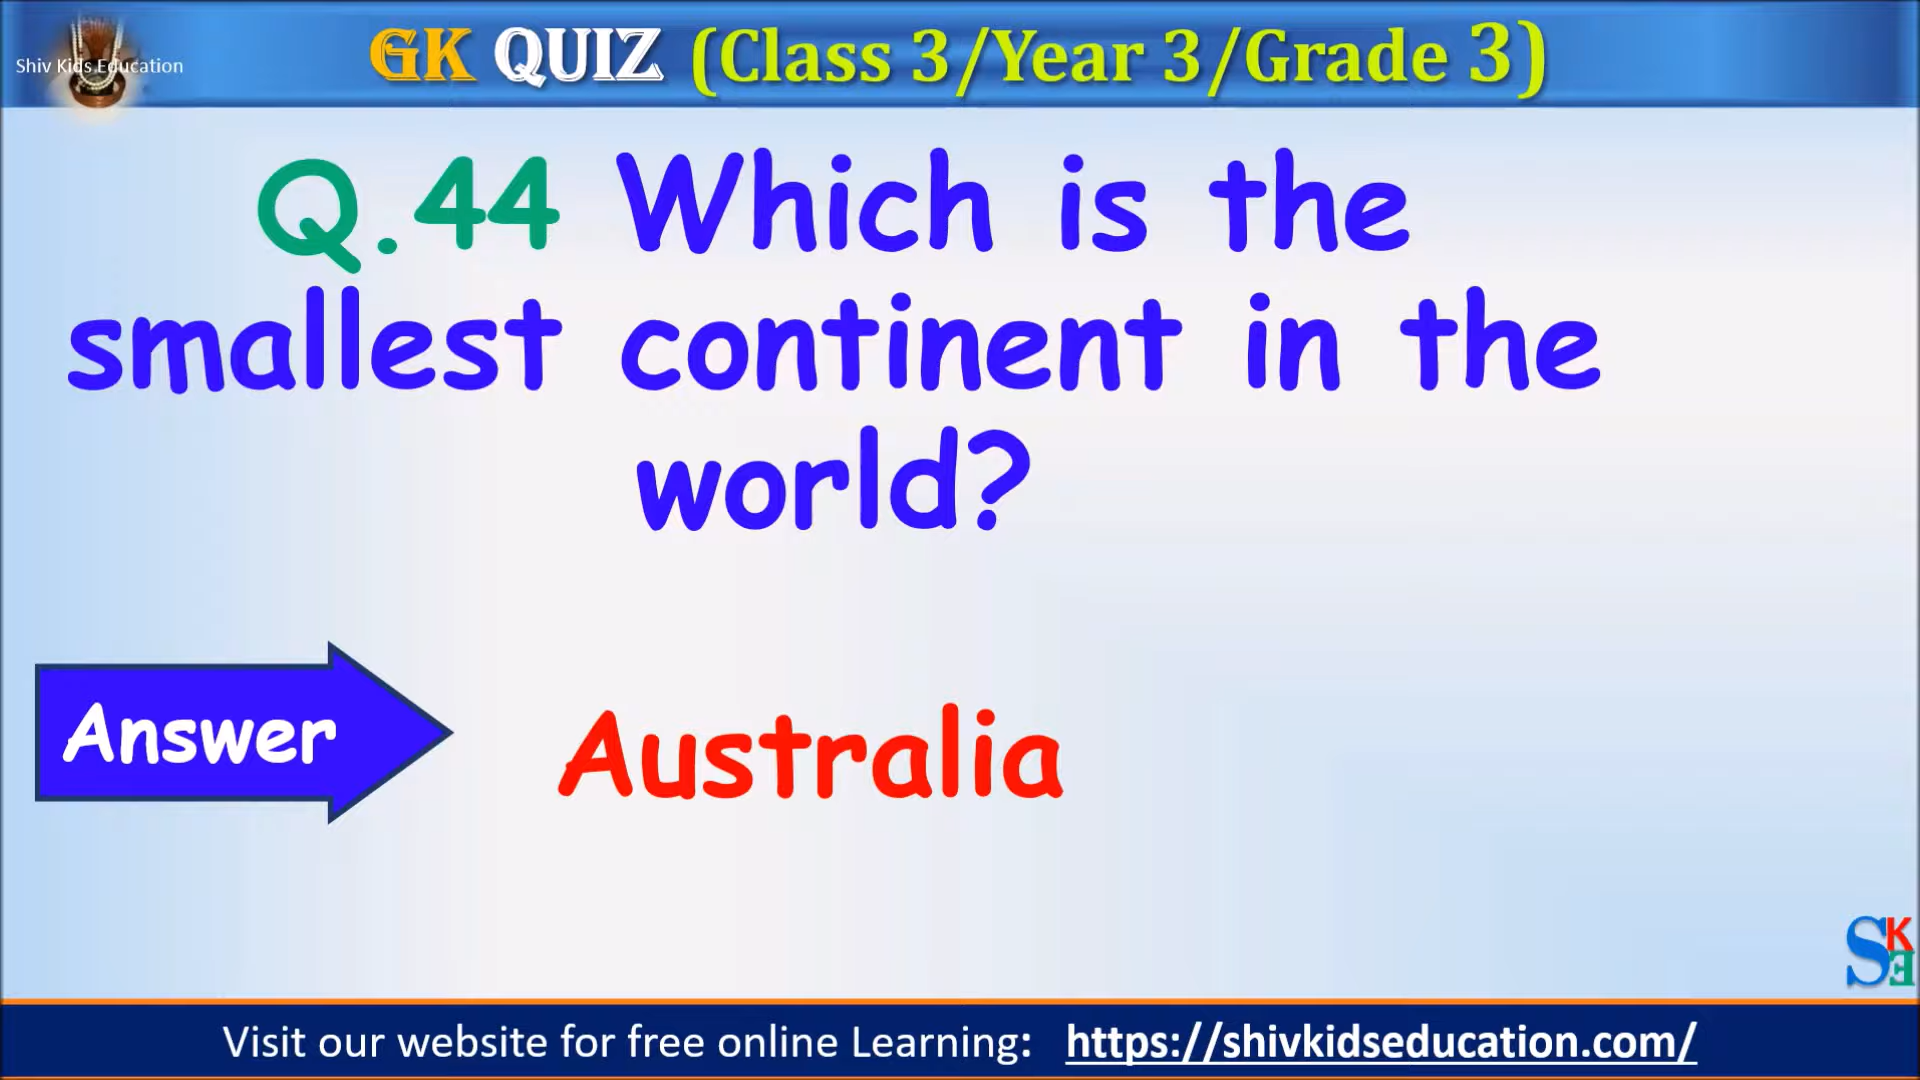 Shiv Kids Education
GK QUIZ (Class 3/Year 3/Grade 3)
Q.44 Which is the
smallest continent in the
world?
Answer
Australia
SKE
Visit our website for free online Learning: https://shivkidseducation.com/